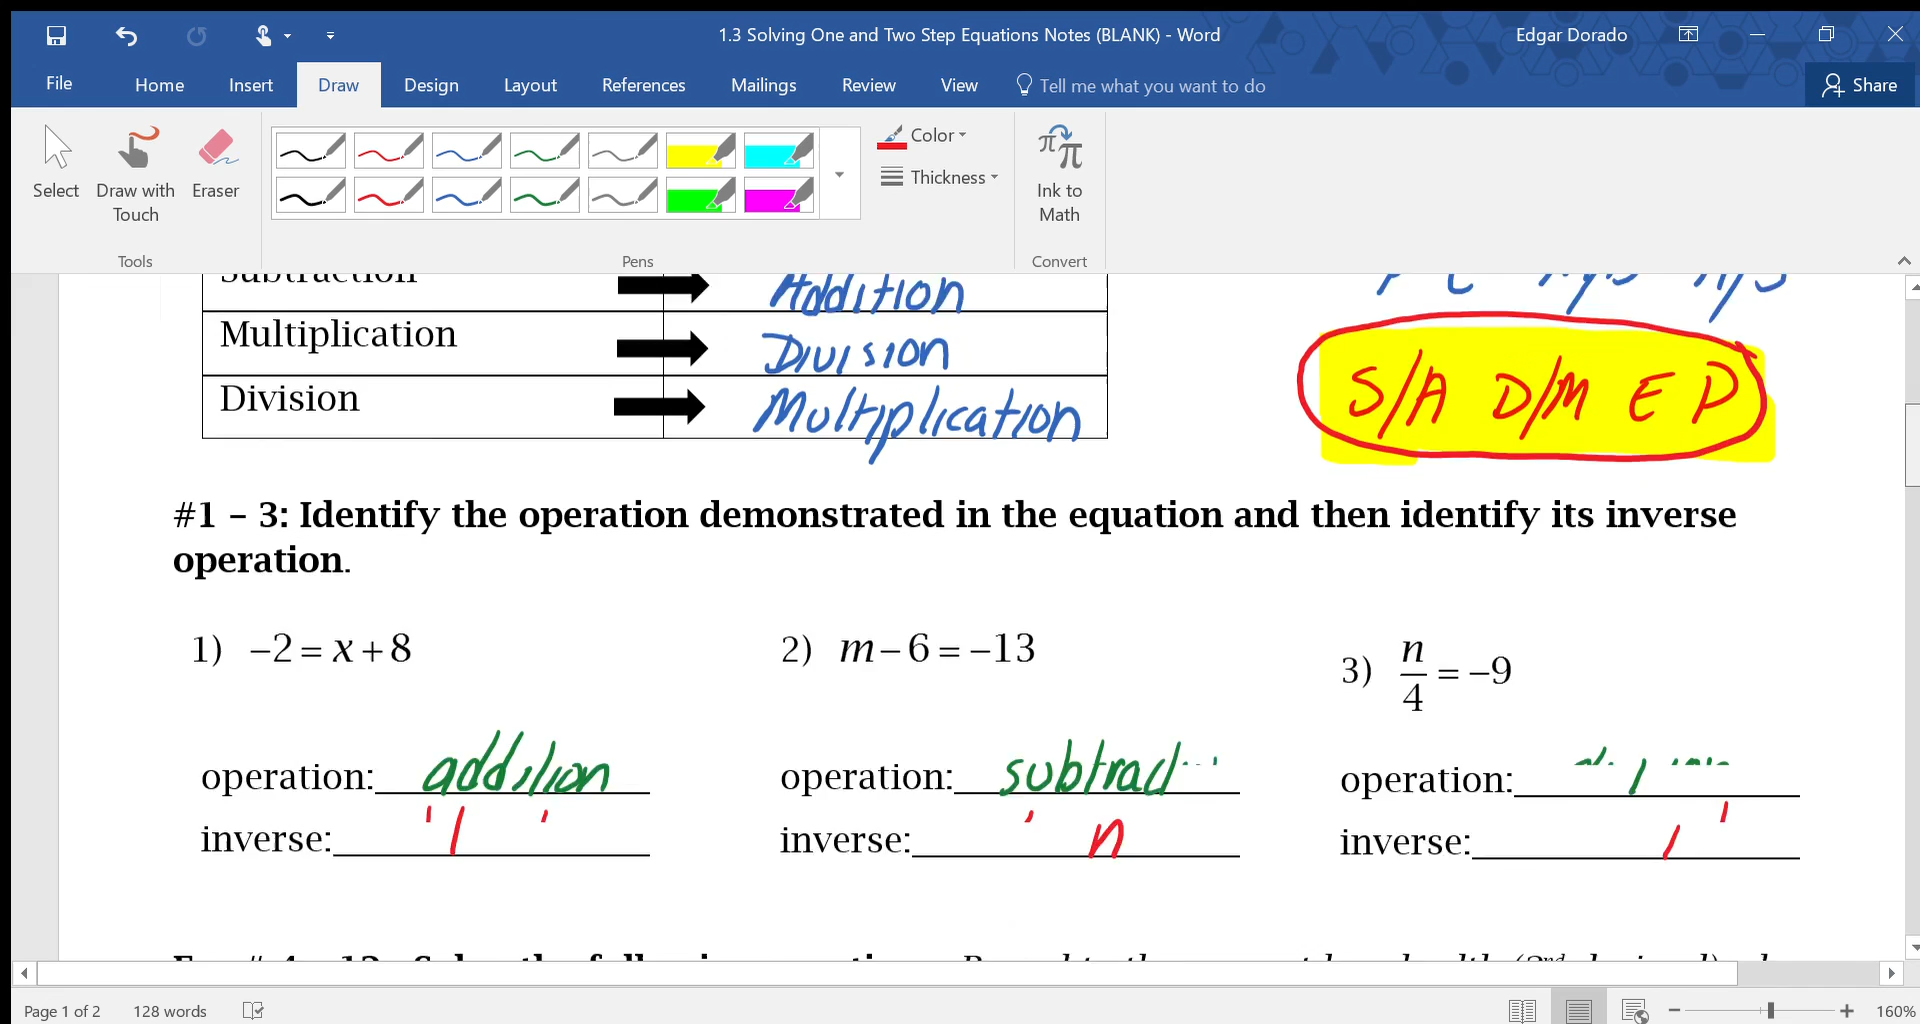 1.3 Solving One and Two Step Equations Notes (BLANK) - Word
Edgar Dorado
File Home Insert Draw Design Layout References Mailings Review View Tell me what you want to do Share
Select Draw with Touch Eraser Color Thickness Ink to Math
Tools Pens Convert
Subtraction Addition
Multiplication Division
Division Multiplication
S/A D/M E P
#1 – 3: Identify the operation demonstrated in the equation and then identify its inverse
operation.
1) −2 = x + 8 2) m − 6 = −13 3) n/4 = −9
operation: addition operation: subtract operation:
inverse: inverse: inverse:
Page 1 of 2 128 words 160%